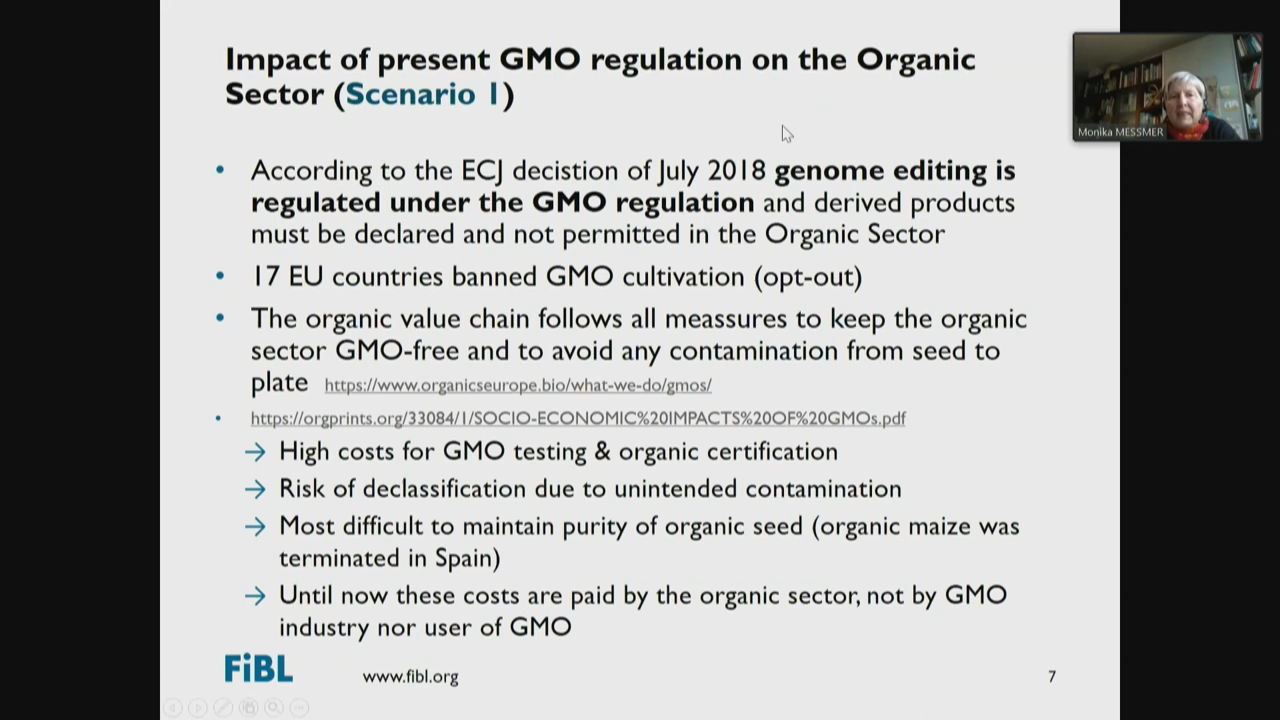 Impact of present GMO regulation on the Organic
Sector (Scenario 1)
Monika MESSMER
• According to the ECJ decistion of July 2018 genome editing is
regulated under the GMO regulation and derived products
must be declared and not permitted in the Organic Sector
• 17 EU countries banned GMO cultivation (opt-out)
• The organic value chain follows all meassures to keep the organic
sector GMO-free and to avoid any contamination from seed to
plate https://www.organicseurope.bio/what-we-do/gmos/
• https://orgprints.org/33084/1/SOCIO-ECONOMIC%20IMPACTS%20OF%20GMOs.pdf
→ High costs for GMO testing & organic certification
→ Risk of declassification due to unintended contamination
→ Most difficult to maintain purity of organic seed (organic maize was
terminated in Spain)
→ Until now these costs are paid by the organic sector, not by GMO
industry nor user of GMO
FiBL www.fibl.org 7